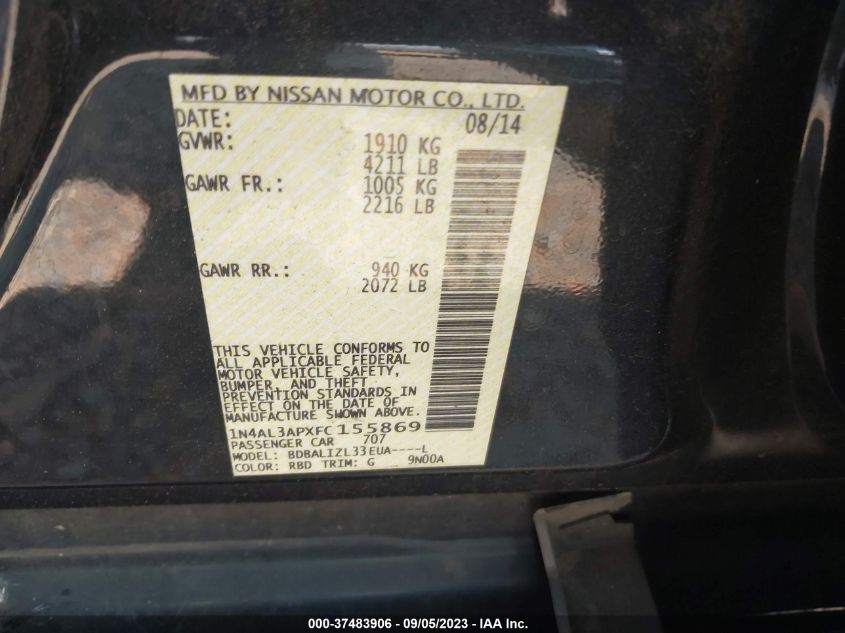 MFD BY NISSAN MOTOR CO., LTD.
DATE: 08/14
GVWR: 1910 KG
4211 LB
GAWR FR.: 1005 KG
2216 LB
GAWR RR.: 940 KG
2072 LB
THIS VEHICLE CONFORMS TO
ALL APPLICABLE FEDERAL
MOTOR VEHICLE SAFETY,
BUMPER, AND THEFT
PREVENTION STANDARDS IN
EFFECT ON THE DATE OF
MANUFACTURE SHOWN ABOVE.
1N4AL3APXFC155869
PASSENGER CAR 707
MODEL: BDBALIZL33EUA----L
COLOR: RBD TRIM: G 9N00A
000-37483906 - 09/05/2023 - IAA Inc.